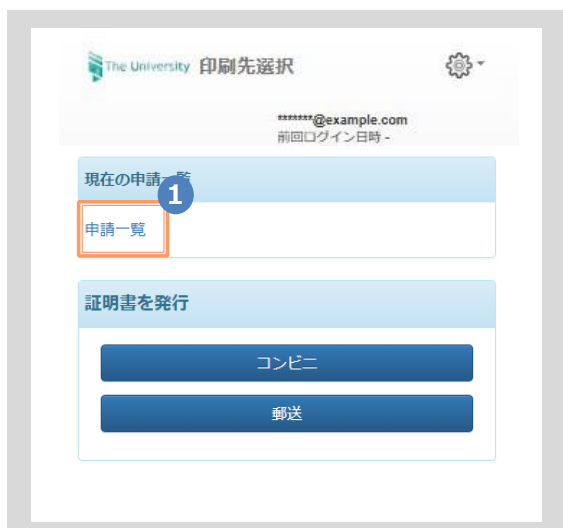 The University 印刷先選択
*******@example.com
前回ログイン日時 -
現在の申請一覧
1
申請一覧
証明書を発行
コンビニ
郵送